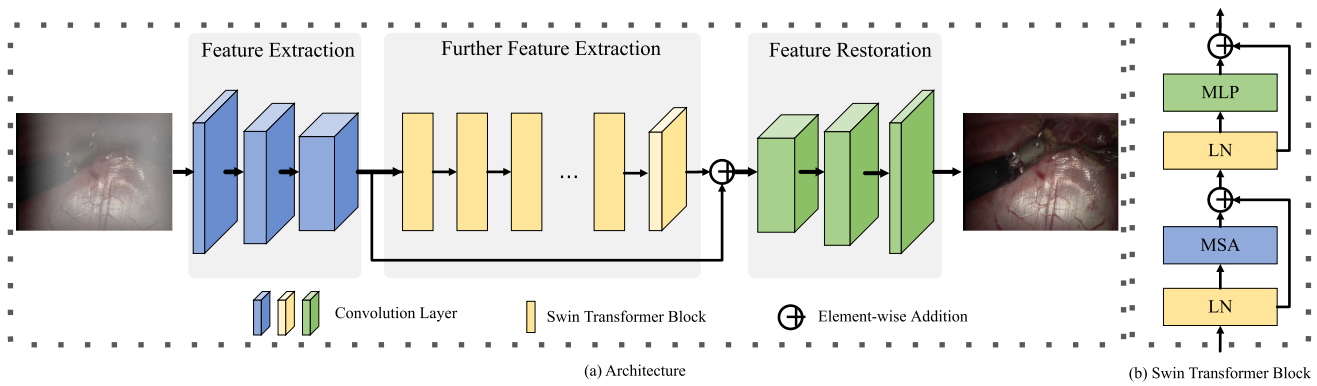 Feature Extraction
Further Feature Extraction
Feature Restoration
...
Convolution Layer
Swin Transformer Block
Element-wise Addition
(a) Architecture
MLP
LN
MSA
LN
(b) Swin Transformer Block